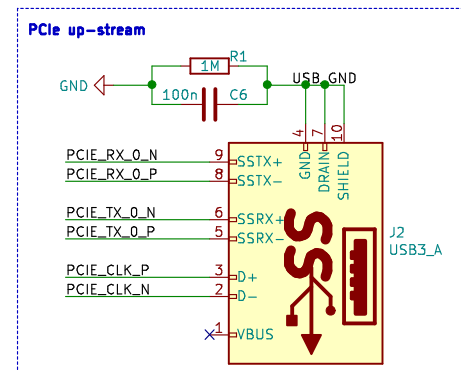 PCIe up-stream
R1
1M
USB_GND
GND
100n C6
4 7 10
GND DRAIN SHIELD
PCIE_RX_0_N 9 SSTX+
PCIE_RX_0_P 8 SSTX-
PCIE_TX_0_N 6 SSRX+
PCIE_TX_0_P 5 SSRX-
J2
USB3_A
PCIE_CLK_P 3 D+
PCIE_CLK_N 2 D-
1 VBUS
SS